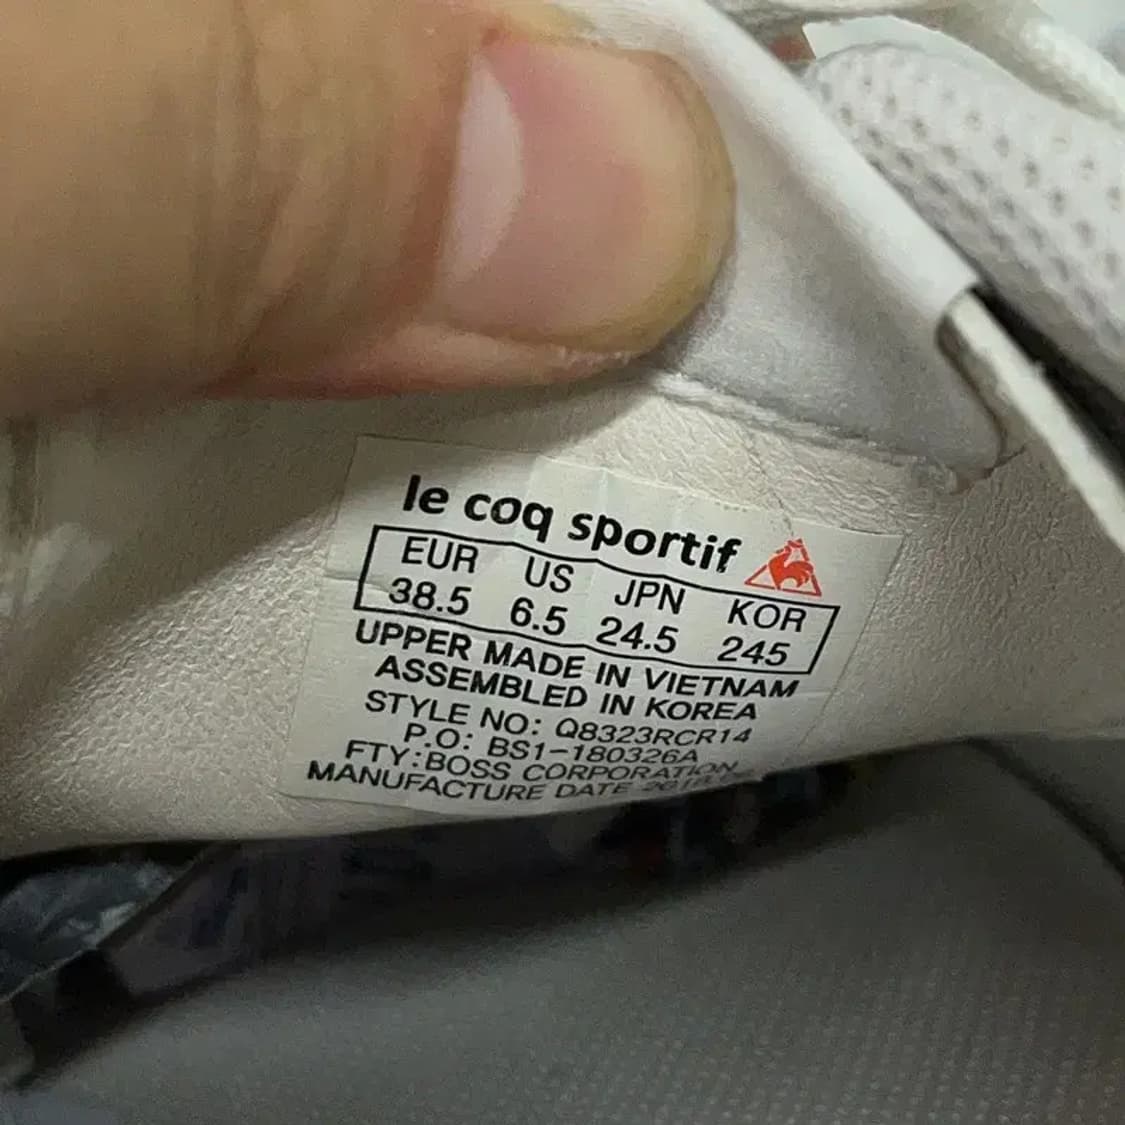 le coq sportif
EUR US JPN KOR
38.5 6.5 24.5 245
UPPER MADE IN VIETNAM
ASSEMBLED IN KOREA
STYLE NO: Q8323RCR14
P.O: BS1-180326A
FTY:BOSS CORPORATION
MANUFACTURE DATE